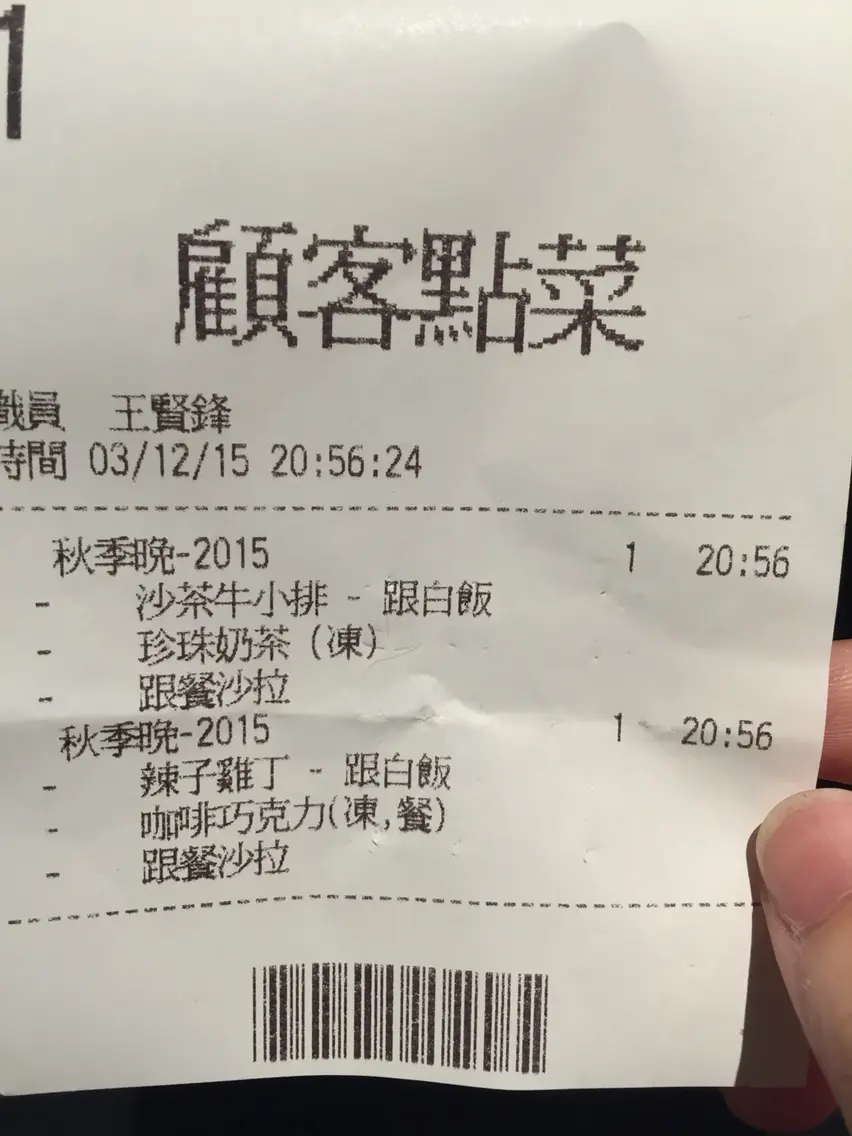 1
顧客點菜
職員 王賢鋒
時間 03/12/15 20:56:24
秋季晚-2015 1 20:56
- 沙茶牛小排 - 跟白飯
- 珍珠奶茶 (凍)
- 跟餐沙拉
秋季晚-2015 1 20:56
- 辣子雞丁 - 跟白飯
- 咖啡巧克力(凍,餐)
- 跟餐沙拉